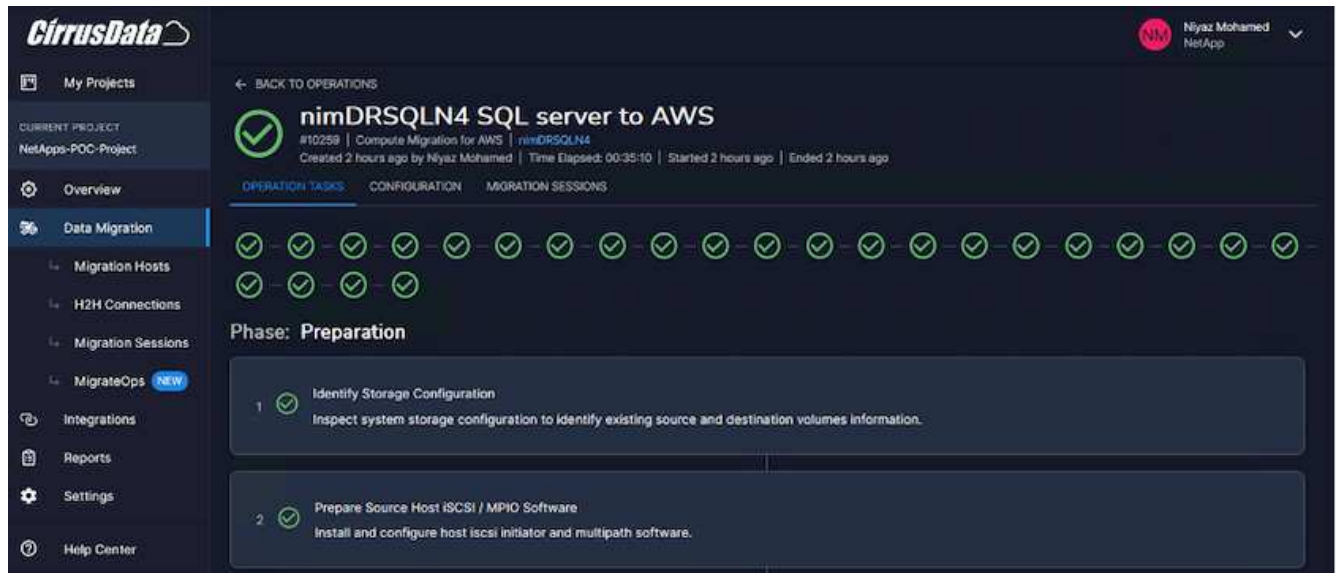 CirrusData
NM
Niyaz Mohamed
NetApp
My Projects
CURRENT PROJECT
NetApps-POC-Project
Overview
Data Migration
Migration Hosts
H2H Connections
Migration Sessions
MigrateOps NEW
Integrations
Reports
Settings
Help Center
← BACK TO OPERATIONS
nimDRSQLN4 SQL server to AWS
#10259 | Compute Migration for AWS | nimDRSQLN4
Created 2 hours ago by Niyaz Mohamed | Time Elapsed: 00:35:10 | Started 2 hours ago | Ended 2 hours ago
OPERATION TASKS CONFIGURATION MIGRATION SESSIONS
Phase: Preparation
1 Identify Storage Configuration
Inspect system storage configuration to identify existing source and destination volumes information.
2 Prepare Source Host iSCSI / MPIO Software
Install and configure host iscsi initiator and multipath software.